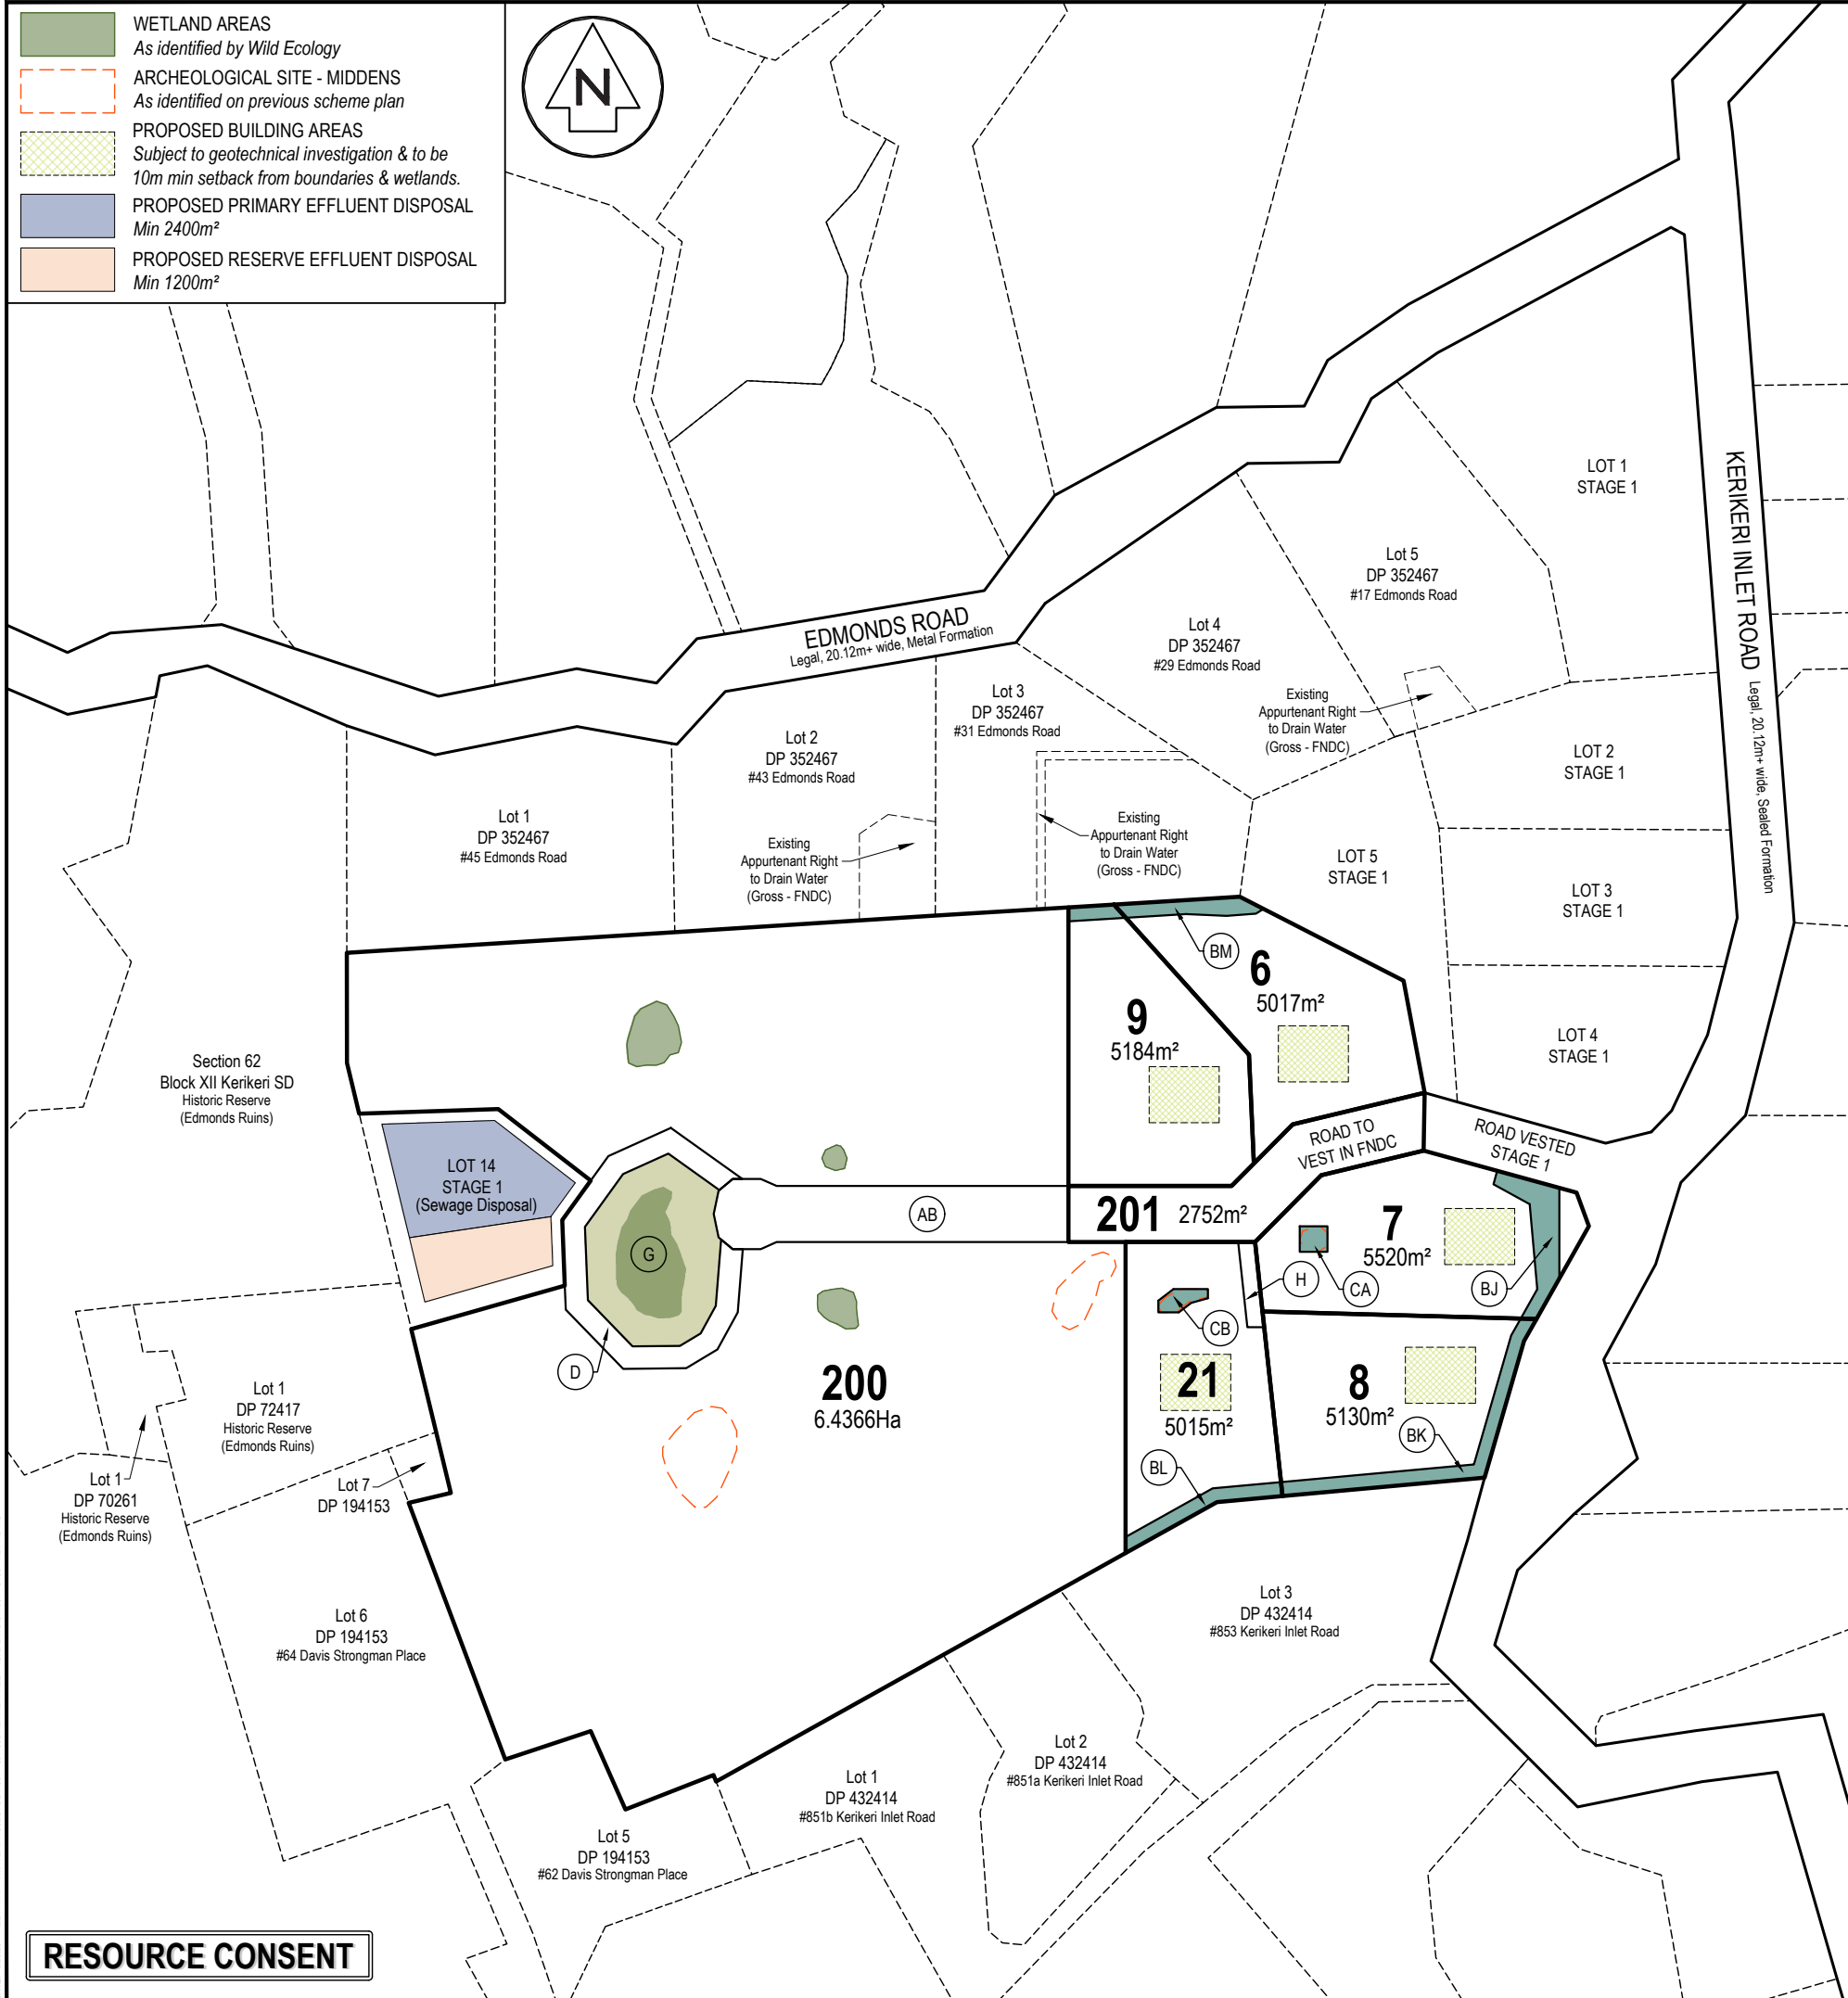 WETLAND AREAS
As identified by Wild Ecology
ARCHEOLOGICAL SITE - MIDDENS
As identified on previous scheme plan
PROPOSED BUILDING AREAS
Subject to geotechnical investigation & to be
10m min setback from boundaries & wetlands.
PROPOSED PRIMARY EFFLUENT DISPOSAL
Min 2400m²
PROPOSED RESERVE EFFLUENT DISPOSAL
Min 1200m²
N
LOT 1
STAGE 1
KERIKERI INLET ROAD Legal, 20.12m+ wide, Sealed Formation
Lot 5
DP 352467
#17 Edmonds Road
EDMONDS ROAD
Legal, 20.12m+ wide, Metal Formation
Lot 4
DP 352467
#29 Edmonds Road
Lot 3
DP 352467
#31 Edmonds Road
Existing
Appurtenant Right
to Drain Water
(Gross - FNDC)
Lot 2
DP 352467
#43 Edmonds Road
LOT 2
STAGE 1
Lot 1
DP 352467
#45 Edmonds Road
Existing
Appurtenant Right
to Drain Water
(Gross - FNDC)
Existing
Appurtenant Right
to Drain Water
(Gross - FNDC)
LOT 5
STAGE 1
LOT 3
STAGE 1
BM
6
5017m²
9
5184m²
LOT 4
STAGE 1
Section 62
Block XII Kerikeri SD
Historic Reserve
(Edmonds Ruins)
ROAD TO
VEST IN FNDC
ROAD VESTED
STAGE 1
LOT 14
STAGE 1
(Sewage Disposal)
AB
201 2752m²
7
5520m²
G
H
CA
BJ
CB
D
200
6.4366Ha
21
5015m²
8
5130m²
BK
BL
Lot 1
DP 72417
Historic Reserve
(Edmonds Ruins)
Lot 1
DP 70261
Historic Reserve
(Edmonds Ruins)
Lot 7
DP 194153
Lot 6
DP 194153
#64 Davis Strongman Place
Lot 3
DP 432414
#853 Kerikeri Inlet Road
Lot 2
DP 432414
#851a Kerikeri Inlet Road
Lot 1
DP 432414
#851b Kerikeri Inlet Road
Lot 5
DP 194153
#62 Davis Strongman Place
RESOURCE CONSENT